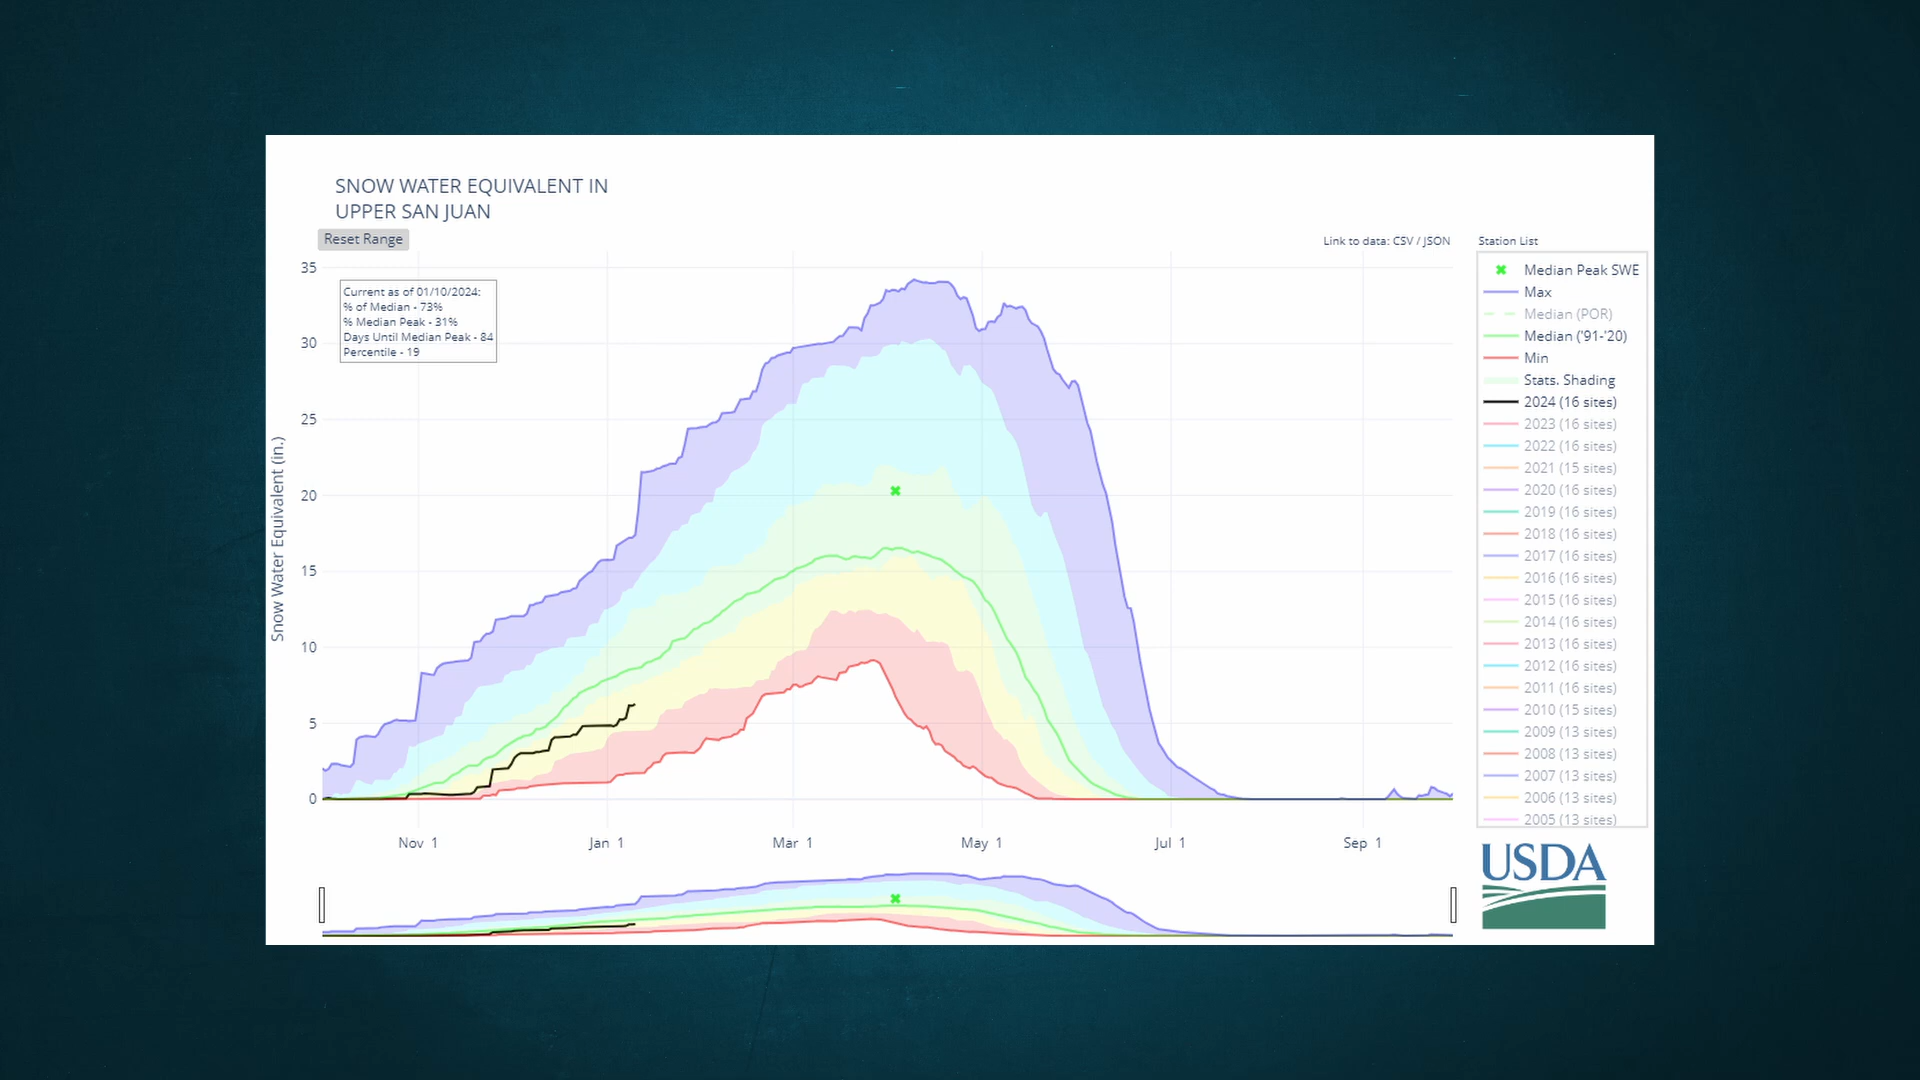 SNOW WATER EQUIVALENT IN
UPPER SAN JUAN
Reset Range
Link to data: CSV / JSON
Station List
35
30
25
20
15
10
5
0
Snow Water Equivalent (in.)
Current as of 01/10/2024:
% of Median - 73%
% Median Peak - 31%
Days Until Median Peak - 84
Percentile - 19
Nov 1
Jan 1
Mar 1
May 1
Jul 1
Sep 1
Median Peak SWE
Max
Median (POR)
Median ('91-'20)
Min
Stats. Shading
2024 (16 sites)
2023 (16 sites)
2022 (16 sites)
2021 (15 sites)
2020 (16 sites)
2019 (16 sites)
2018 (16 sites)
2017 (16 sites)
2016 (16 sites)
2015 (16 sites)
2014 (16 sites)
2013 (16 sites)
2012 (16 sites)
2011 (16 sites)
2010 (15 sites)
2009 (13 sites)
2008 (13 sites)
2007 (13 sites)
2006 (13 sites)
2005 (13 sites)
USDA